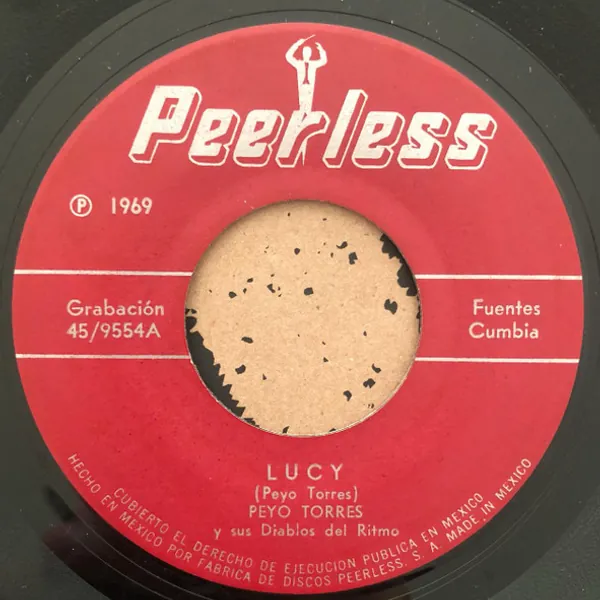 Peerless
℗ 1969
Grabación
45/9554A
Fuentes
Cumbia
LUCY
(Peyo Torres)
PEYO TORRES
y sus Diablos del Ritmo
CUBIERTO EL DERECHO DE EJECUCION PUBLICA EN MEXICO
HECHO EN MEXICO POR FABRICA DE DISCOS PEERLESS, S. A. MADE IN MEXICO